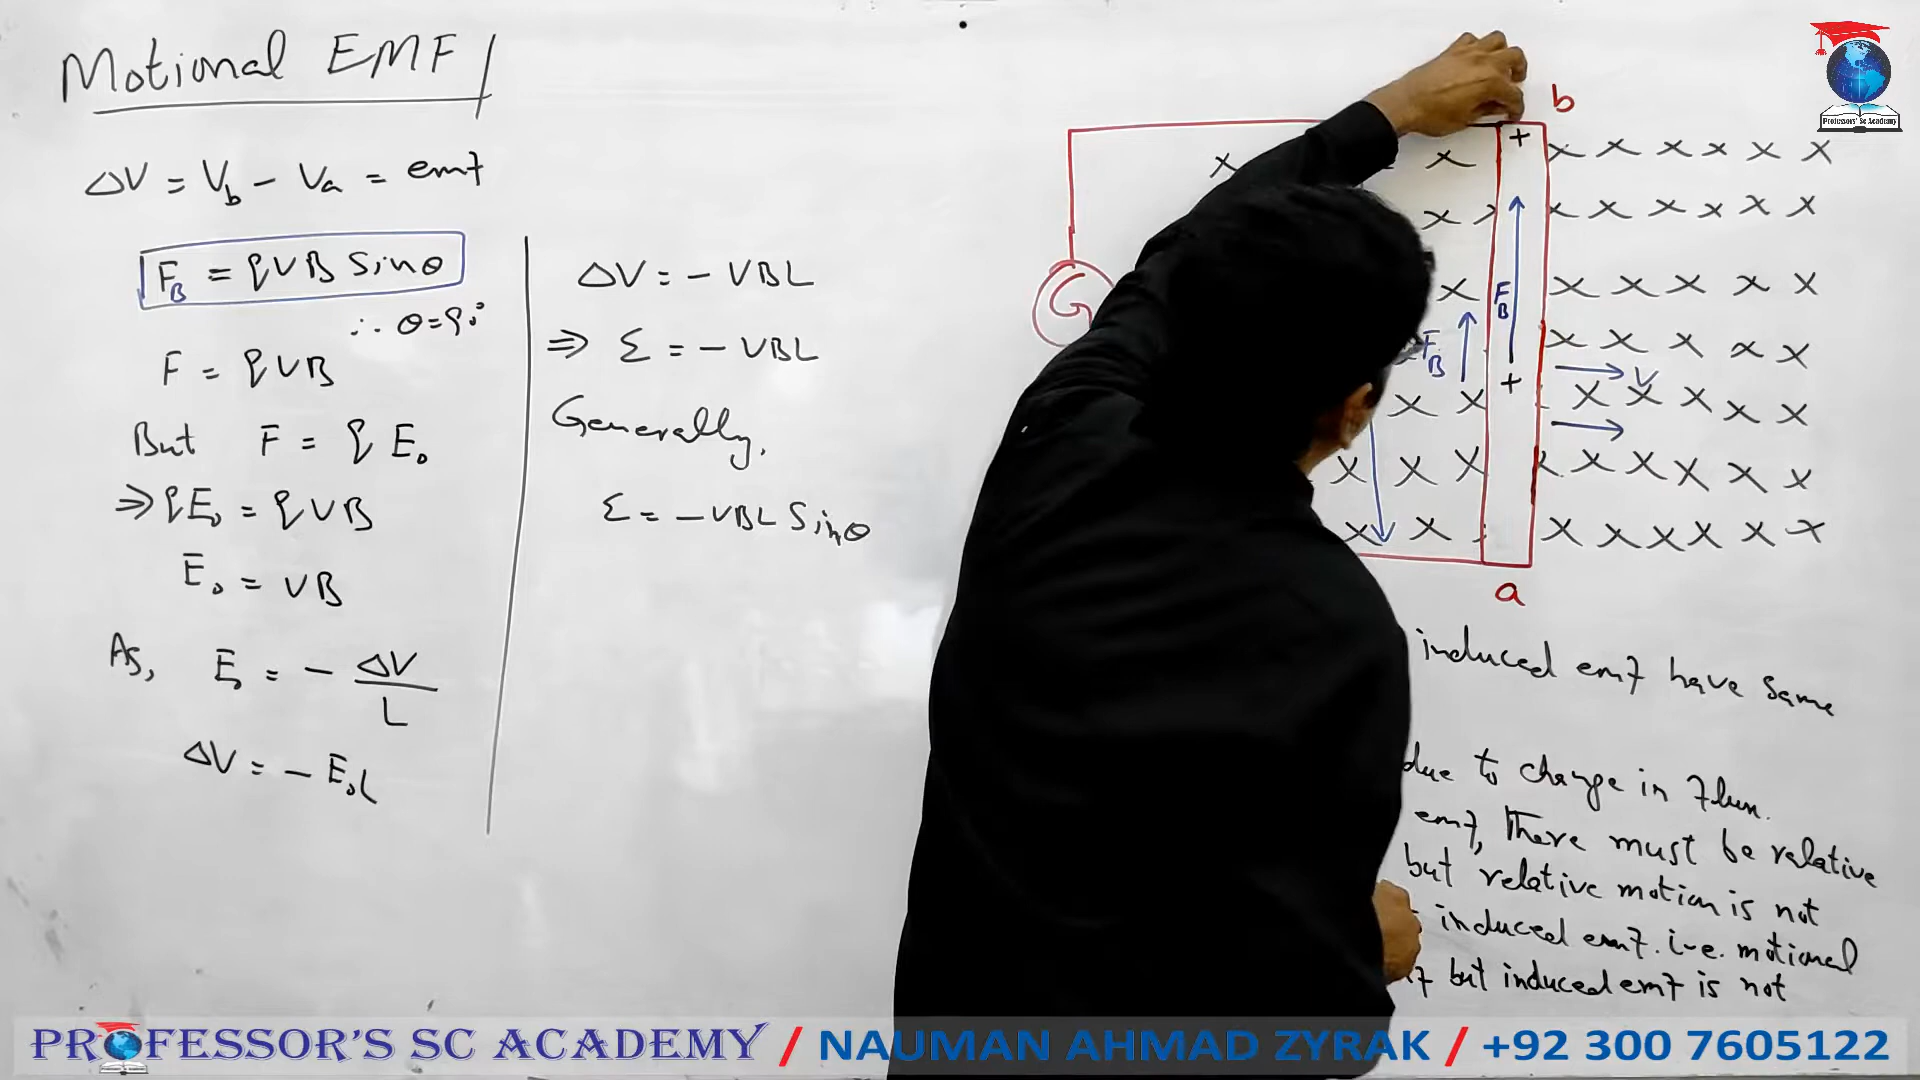 Motional EMF
ΔV = Vb - Va = emf
FB = qVB Sinθ
∴ θ=90°
F = qVB
But F = qE₀
⇒ qE₀ = qVB
E₀ = VB
As, E₀ = - ΔV/L
ΔV = - E₀L
ΔV = - VBL
⇒ Ɛ = - VBL
Generally,
Ɛ = - VBL Sinθ
b
+
x x x x x x x x
x x x x x x x x
G
x x x x x x
FB
FB
x x x x x
+
V
x x x x x x x
x x x x x x x x
x x x x x x x x
a
induced emf have same
due to change in flux.
emf, There must be relative
but relative motion is not
induced emf. i.e. motional
but induced emf is not
Professors' Sc Academy
PROFESSOR'S SC ACADEMY / NAUMAN AHMAD ZYRAK / +92 300 7605122